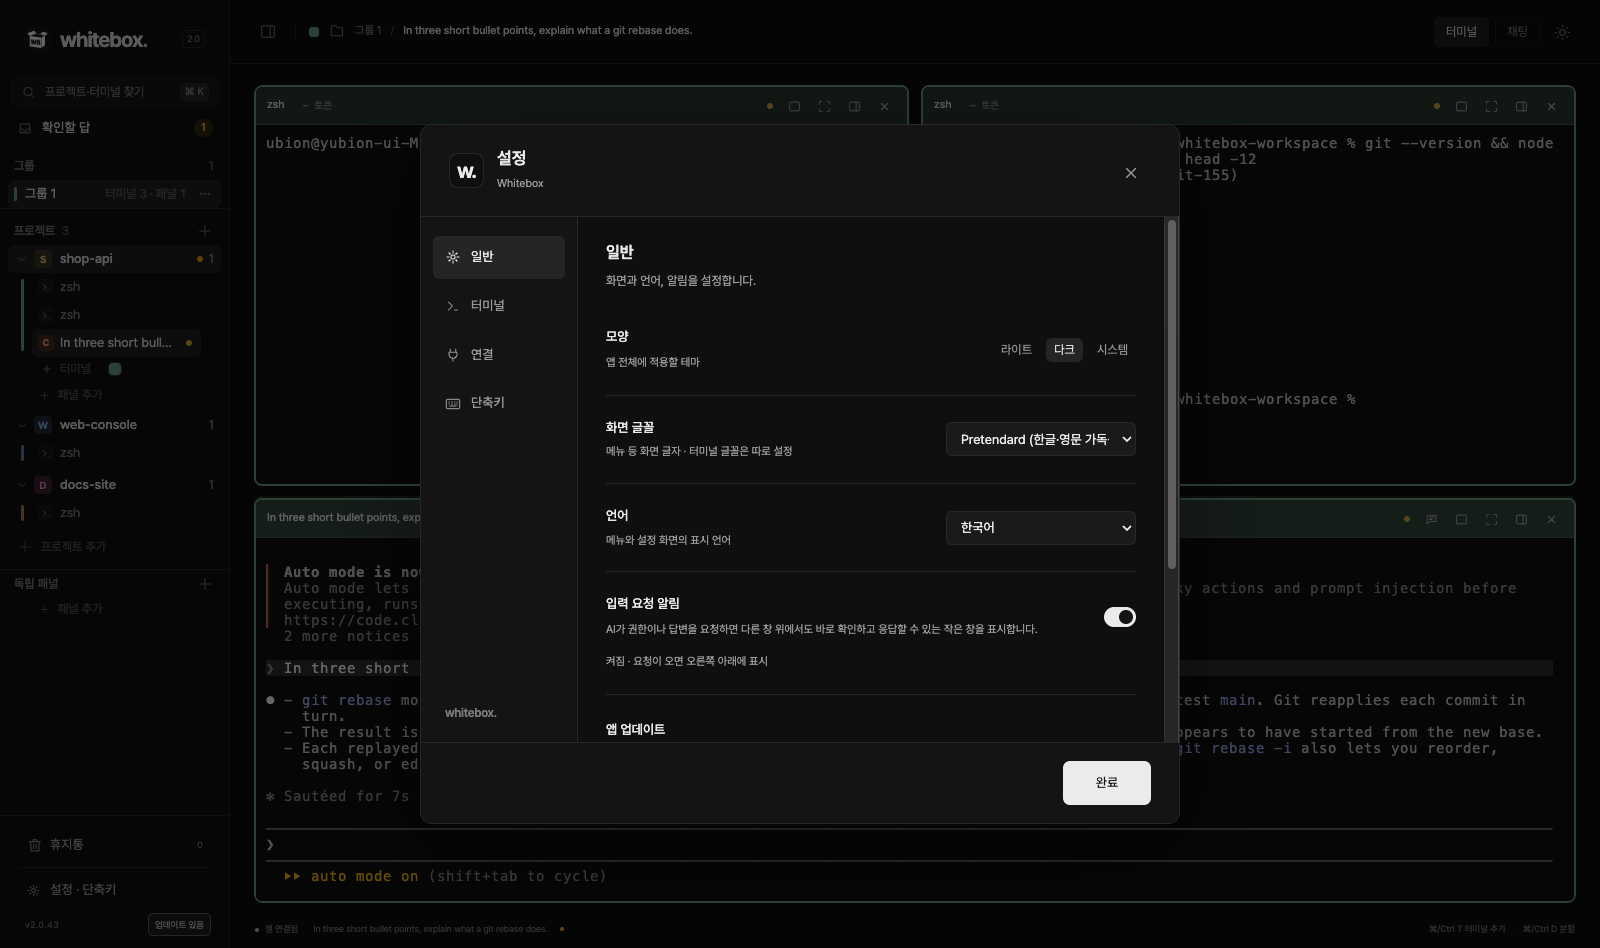 whitebox.
2.0
프로젝트·터미널 찾기
⌘ K
확인할 답
1
그룹
1
그룹 1
터미널 3 · 패널 1
프로젝트 3
S shop-api
1
zsh
zsh
C In three short bull...
터미널
패널 추가
W web-console
1
zsh
D docs-site
1
zsh
프로젝트 추가
독립 패널
패널 추가
휴지통
0
설정 · 단축키
v2.0.43
업데이트 있음
그룹 1 / In three short bullet points, explain what a git rebase does.
터미널
채팅
zsh – 토큰
ubion@yubion-ui-M
zsh – 토큰
whitebox-workspace % git --version && node
head -12
it-155)
whitebox-workspace %
In three short bullet points, exp
Auto mode is no
Auto mode lets
ky actions and prompt injection before
executing, runs
https://code.cl
2 more notices
❯ In three short
● – git rebase mo
test main. Git reapplies each commit in
turn.
– The result is
ppears to have started from the new base.
– Each replayed
git rebase -i also lets you reorder,
squash, or ed
✻ Sautéed for 7s
❯
▸▸ auto mode on (shift+tab to cycle)
셸 연결됨
In three short bullet points, explain what a git rebase does.
⌘/Ctrl T 터미널 추가 · ⌘/Ctrl D 분할
w.
설정
Whitebox
일반
터미널
연결
단축키
whitebox.
일반
화면과 언어, 알림을 설정합니다.
모양
앱 전체에 적용할 테마
라이트
다크
시스템
화면 글꼴
메뉴 등 화면 글자 · 터미널 글꼴은 따로 설정
Pretendard (한글·영문 가독·
언어
메뉴와 설정 화면의 표시 언어
한국어
입력 요청 알림
AI가 권한이나 답변을 요청하면 다른 창 위에서도 바로 확인하고 응답할 수 있는 작은 창을 표시합니다.
켜짐 · 요청이 오면 오른쪽 아래에 표시
앱 업데이트
완료